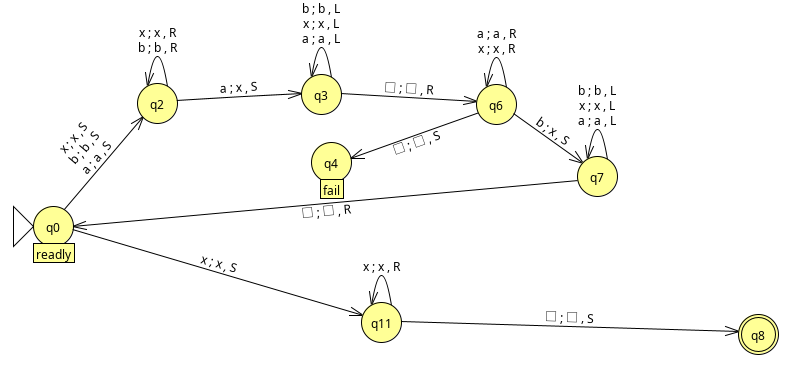 b;b,L
x;x,L
a;a,L
x;x,R
b;b,R
q3
a;x,S
□;□,R
a;a,R
x;x,R
q2
q6
b;b,L
x;x,L
a;a,L
b;x,S
x;x,S
b;b,S
a;a,S
□;□,S
q4
fail
q7
□;□,R
q0
readly
x;x,S
x;x,R
q11
□;□,S
q8